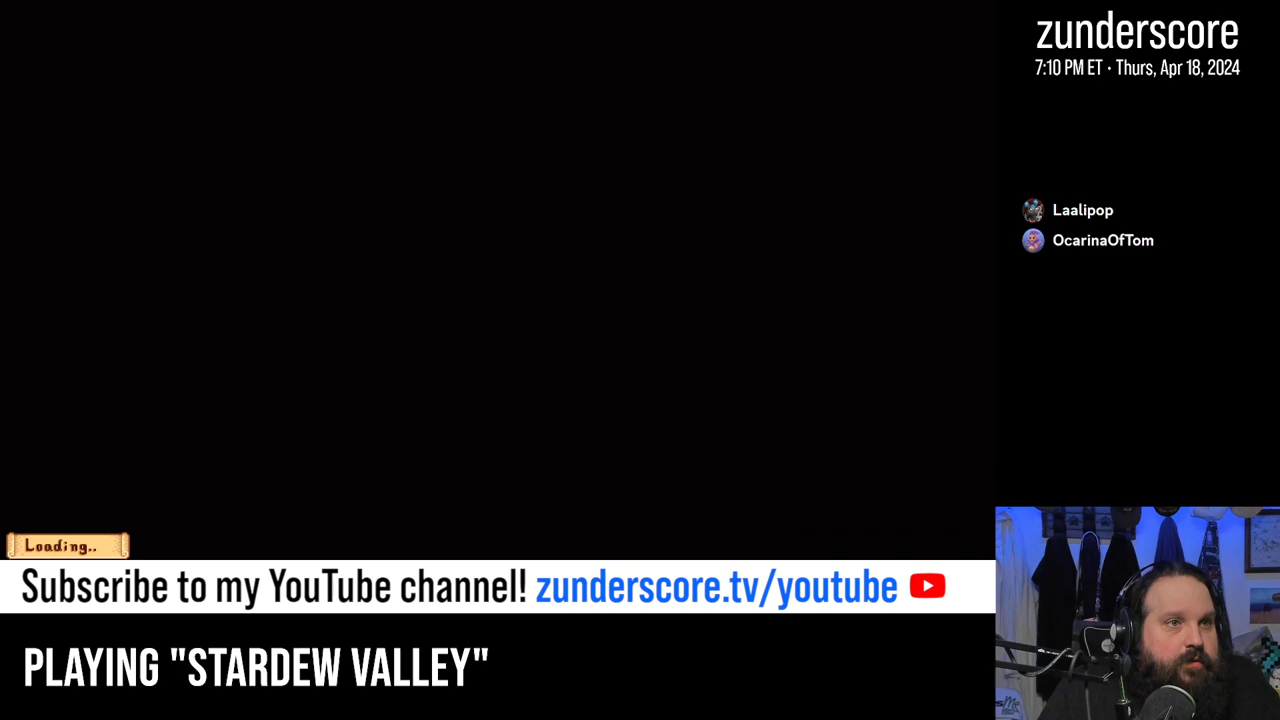 zunderscore
7:10 PM ET • Thurs, Apr 18, 2024
Laalipop
OcarinaOfTom
Loading..
Subscribe to my YouTube channel! zunderscore.tv/youtube
PLAYING "STARDEW VALLEY"